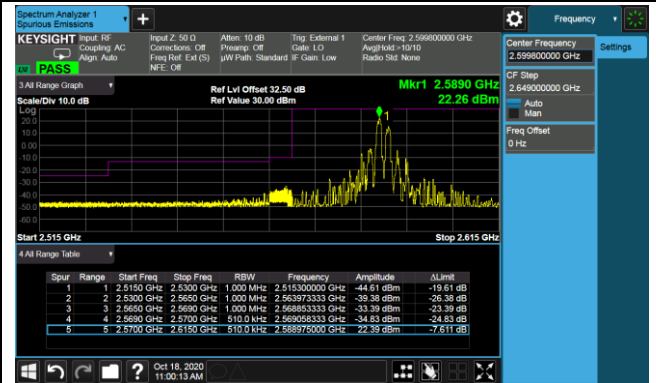 Spectrum Analyzer 1
Spurious Emissions
Frequency
KEYSIGHT
Input: RF
Coupling: AC
Align: Auto
Input Z: 50 Ω
Corrections: Off
Freq Ref: Ext (S)
NFE: Off
Atten: 10 dB
Preamp: Off
µW Path: Standard
Trig: External 1
Gate: LO
IF Gain: Low
Center Freq: 2.599800000 GHz
Avg|Hold:>10/10
Radio Std: None
PASS
Center Frequency
2.599800000 GHz
Settings
CF Step
2.649000000 GHz
Auto
Man
Freq Offset
0 Hz
3 All Range Graph
Scale/Div 10.0 dB
Ref Lvl Offset 32.50 dB
Ref Value 30.00 dBm
Mkr1 2.5890 GHz
22.26 dBm
Log
20.0
10.0
0.00
-10.0
-20.0
-30.0
-40.0
-50.0
-60.0
1
Start 2.515 GHz
Stop 2.615 GHz
4 All Range Table
Spur Range Start Freq Stop Freq RBW Frequency Amplitude ΔLimit
1 1 2.5150 GHz 2.5300 GHz 1.000 MHz 2.515300000 GHz -44.61 dBm -19.61 dB
2 2 2.5300 GHz 2.5650 GHz 1.000 MHz 2.563973333 GHz -39.38 dBm -26.38 dB
3 3 2.5650 GHz 2.5690 GHz 1.000 MHz 2.568853333 GHz -33.39 dBm -23.39 dB
4 4 2.5690 GHz 2.5700 GHz 510.0 kHz 2.569058333 GHz -34.83 dBm -24.83 dB
5 5 2.5700 GHz 2.6150 GHz 510.0 kHz 2.588975000 GHz 22.39 dBm -7.611 dB
Oct 18, 2020
11:00:13 AM